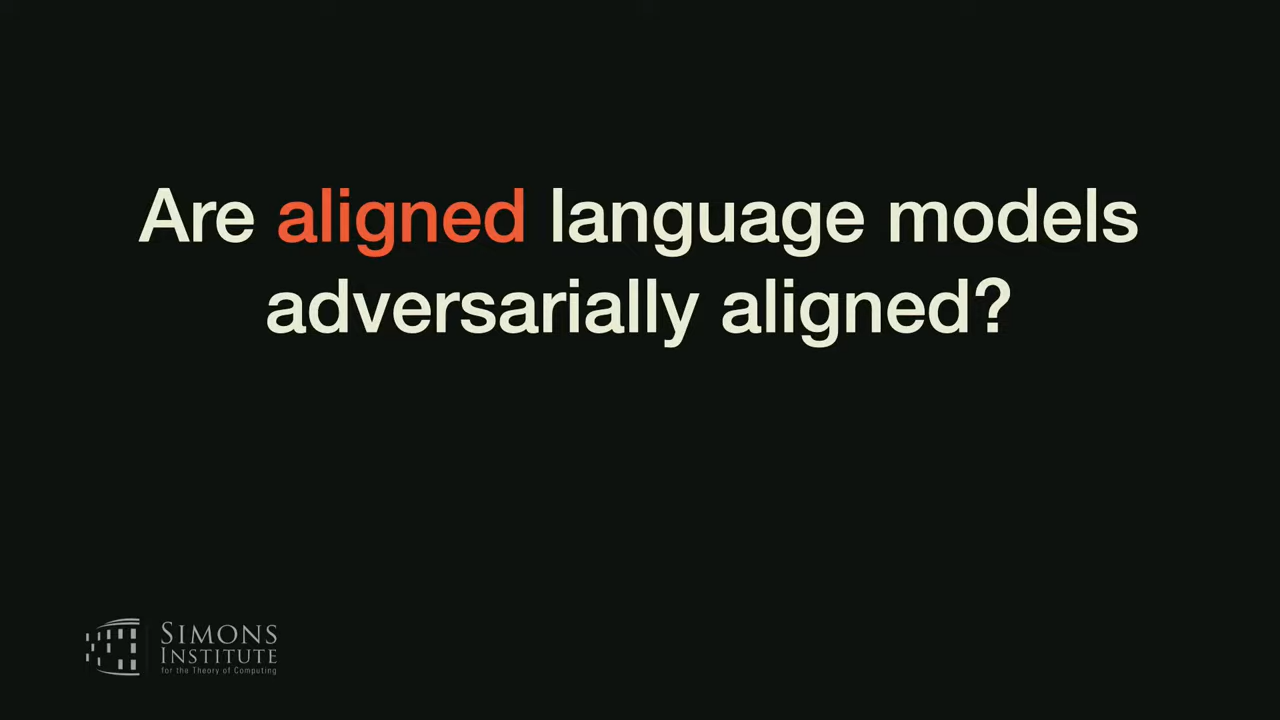 Are aligned language models
adversarially aligned?
SIMONS
INSTITUTE
for the Theory of Computing